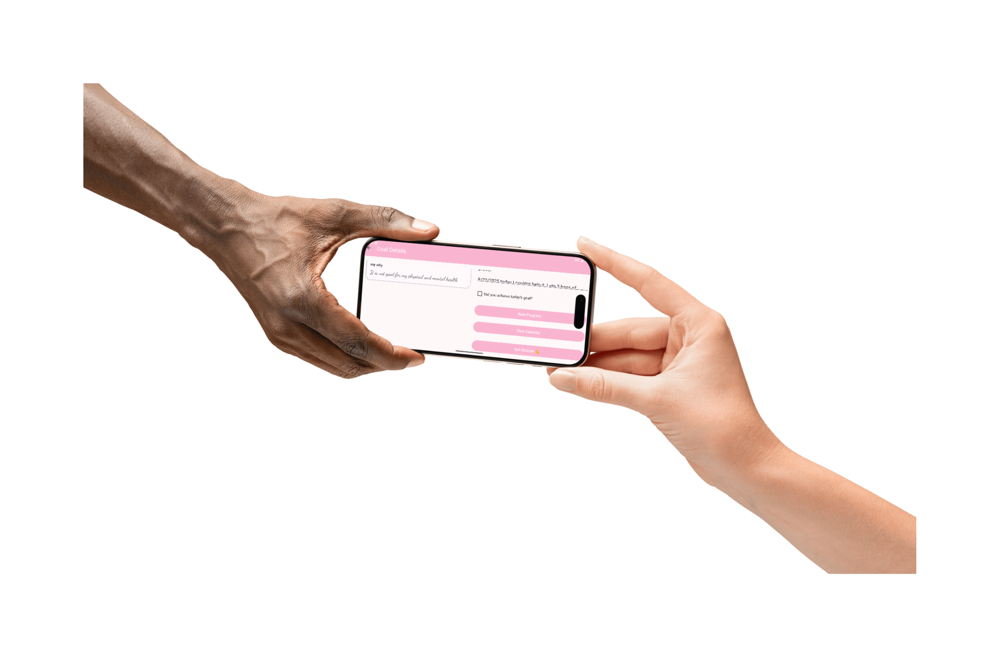 5G
Goal Details
my why
It is not good for my physical and mental health
8/22/2025 today I couldnt help it. I ate 3 bags of
Did you achieve today's goal?
Rate Progress
View Calendar
Get Chizzuk 💪